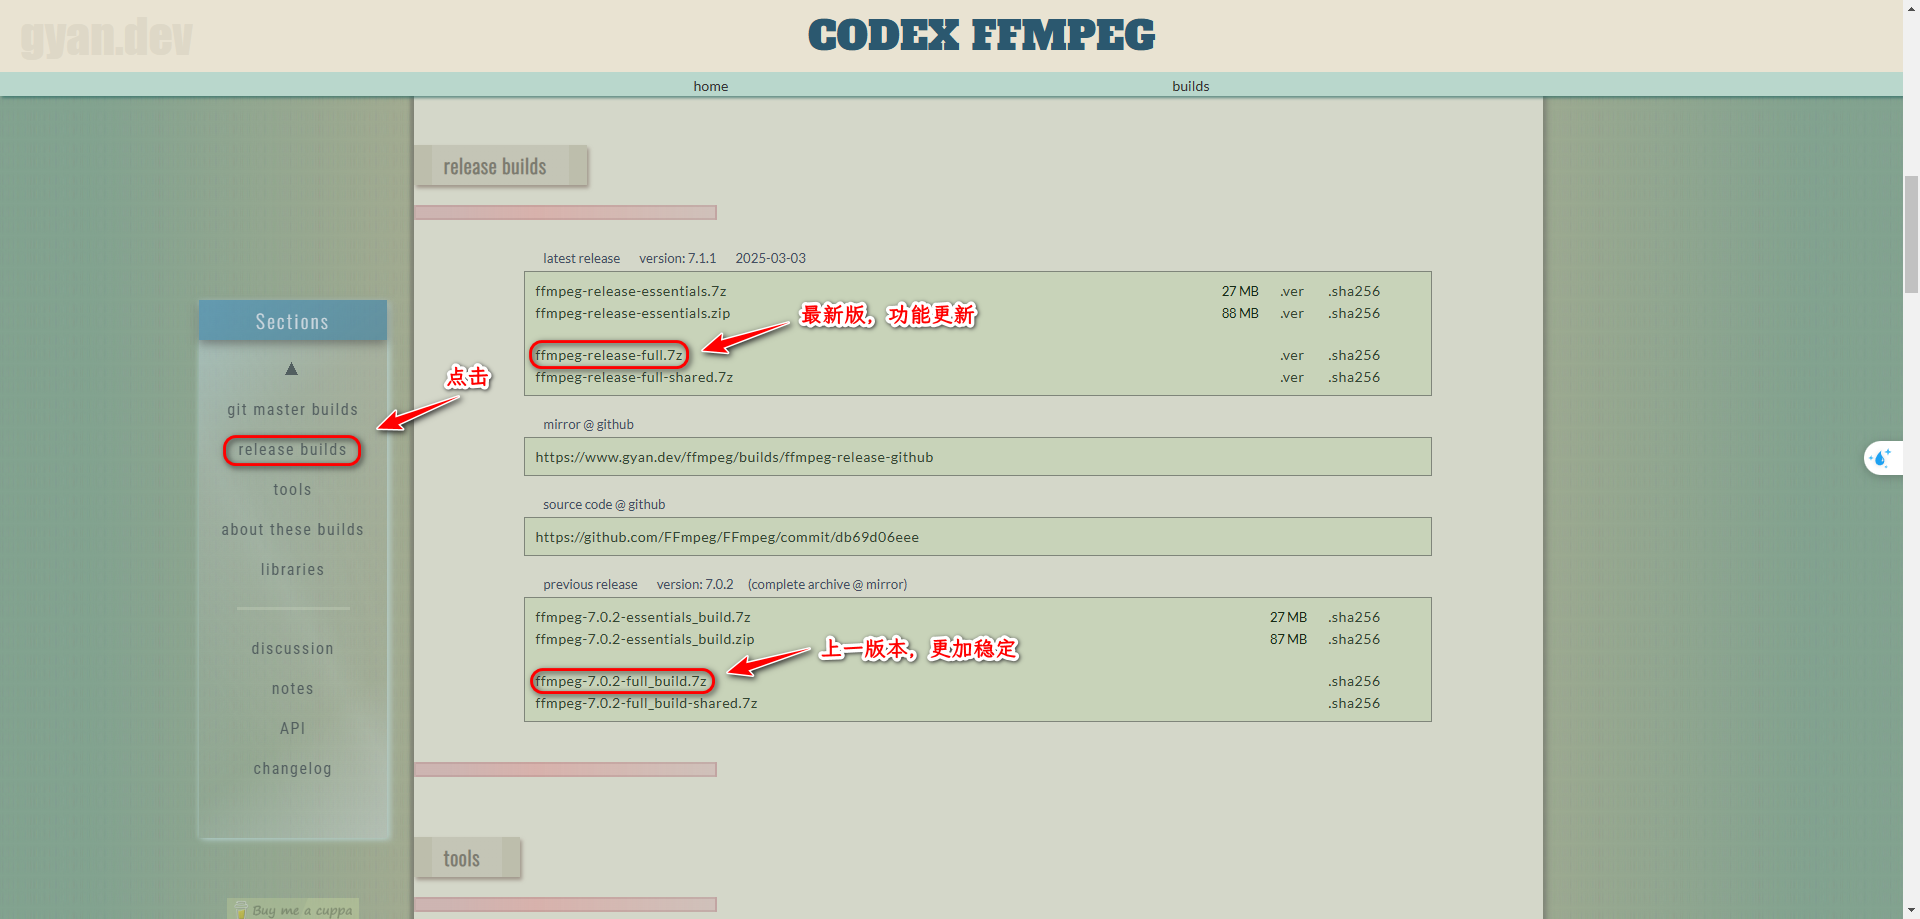 gyan.dev
CODEX FFMPEG
home builds
release builds
latest release version: 7.1.1 2025-03-03
ffmpeg-release-essentials.7z 27 MB .ver .sha256
ffmpeg-release-essentials.zip 88 MB .ver .sha256
最新版，功能更新
ffmpeg-release-full.7z .ver .sha256
ffmpeg-release-full-shared.7z .ver .sha256
mirror @ github
https://www.gyan.dev/ffmpeg/builds/ffmpeg-release-github
source code @ github
https://github.com/FFmpeg/FFmpeg/commit/db69d06eee
previous release version: 7.0.2 (complete archive @ mirror)
ffmpeg-7.0.2-essentials_build.7z 27 MB .sha256
ffmpeg-7.0.2-essentials_build.zip 87 MB .sha256
上一版本，更加稳定
ffmpeg-7.0.2-full_build.7z .sha256
ffmpeg-7.0.2-full_build-shared.7z .sha256
tools
Sections
点击
git master builds
release builds
tools
about these builds
libraries
discussion
notes
API
changelog
Buy me a cuppa